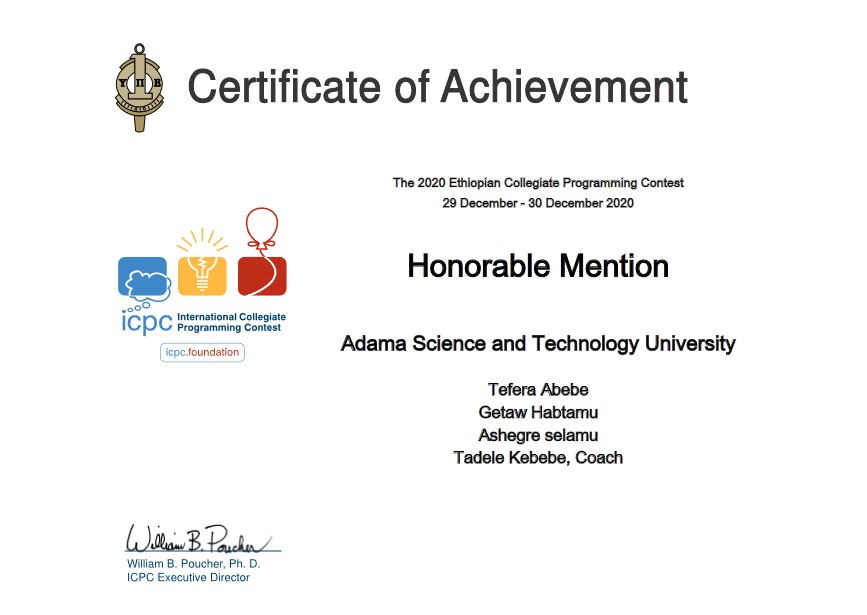 Certificate of Achievement
ΥΠΕ
The 2020 Ethiopian Collegiate Programming Contest
29 December - 30 December 2020
Honorable Mention
icpc International Collegiate
Programming Contest
icpc.foundation
Adama Science and Technology University
Tefera Abebe
Getaw Habtamu
Ashegre selamu
Tadele Kebebe, Coach
William B. Poucher
William B. Poucher, Ph. D.
ICPC Executive Director